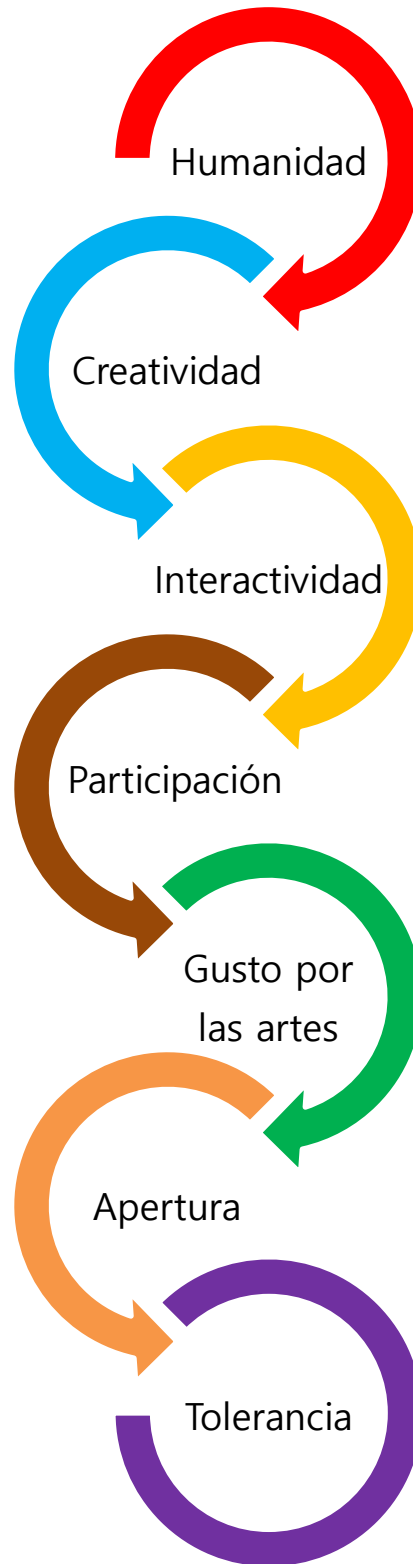 Humanidad
Creatividad
Interactividad
Participación
Gusto por
las artes
Apertura
Tolerancia